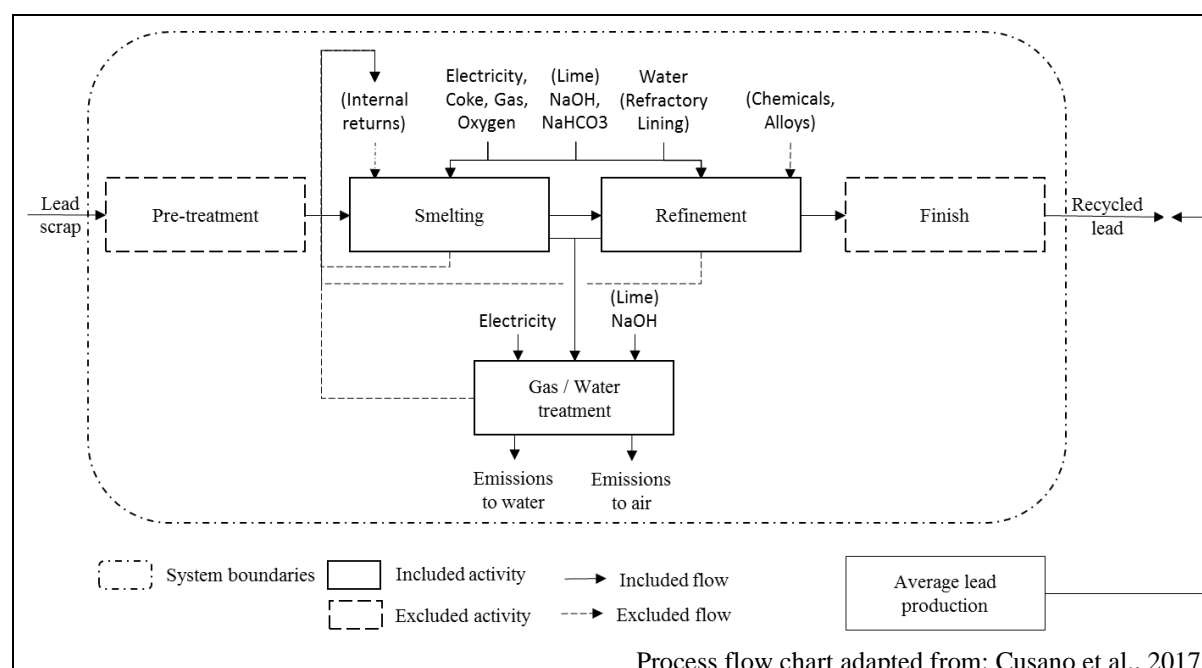 Electricity,
Coke, Gas,
Oxygen
(Lime)
NaOH,
NaHCO3
Water
(Refractory
Lining)
(Internal
returns)
(Chemicals,
Alloys)
Lead
scrap
Pre-treatment
Smelting
Refinement
Finish
Recycled
lead
Electricity
(Lime)
NaOH
Gas / Water
treatment
Emissions
to water
Emissions
to air
System boundaries
Included activity
Included flow
Excluded activity
Excluded flow
Average lead
production
Process flow chart adapted from: Cusano et al., 2017